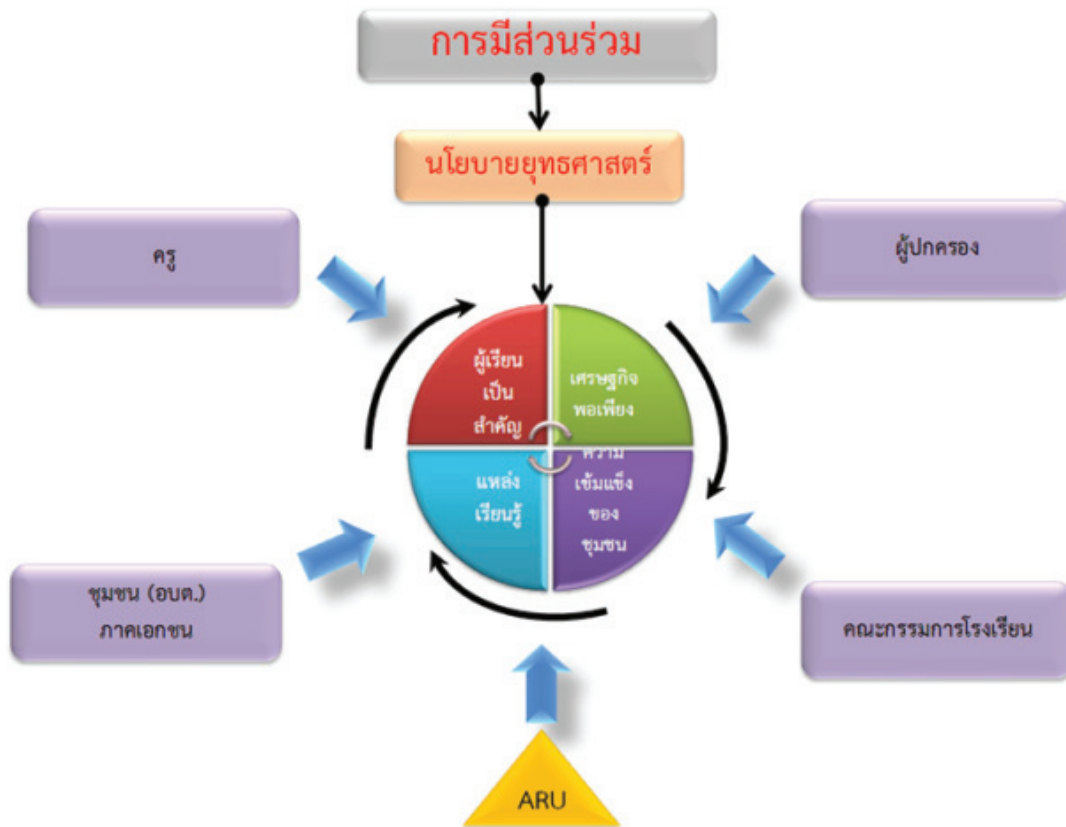 การมีส่วนร่วม
นโยบายยุทธศาสตร์
ครู
ผู้ปกครอง
ผู้เรียน
เป็น
สำคัญ
เศรษฐกิจ
พอเพียง
แหล่ง
เรียนรู้
ความ
เข้มแข็ง
ของ
ชุมชน
ชุมชน (อบต.)
ภาคเอกชน
คณะกรรมการโรงเรียน
ARU